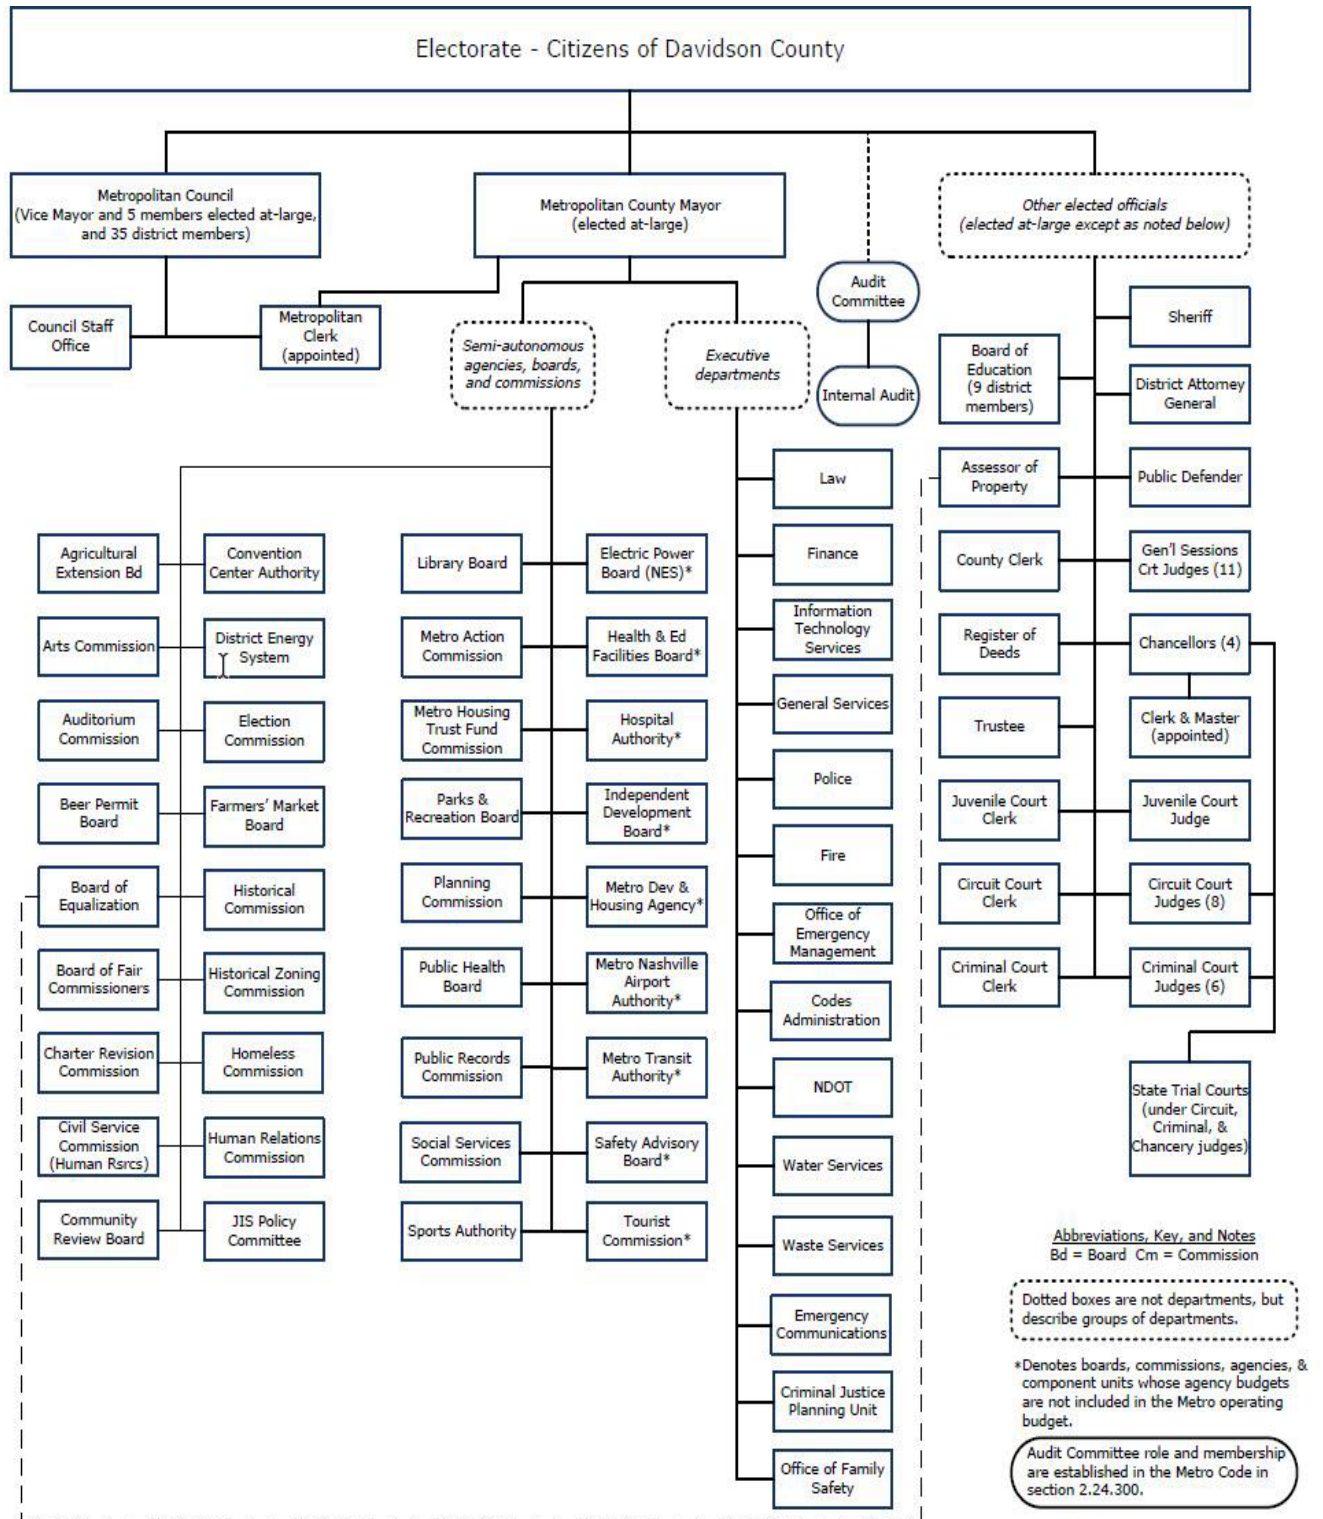 Electorate - Citizens of Davidson County
Metropolitan Council
(Vice Mayor and 5 members elected at-large,
and 35 district members)
Metropolitan County Mayor
(elected at-large)
Other elected officials
(elected at-large except as noted below)
Council Staff
Office
Metropolitan
Clerk
(appointed)
Semi-autonomous
agencies, boards,
and commissions
Executive
departments
Audit
Committee
Internal Audit
Agricultural
Extension Bd
Convention
Center Authority
Arts Commission
District Energy
System
Auditorium
Commission
Election
Commission
Beer Permit
Board
Farmers' Market
Board
Board of
Equalization
Historical
Commission
Board of Fair
Commissioners
Historical Zoning
Commission
Charter Revision
Commission
Homeless
Commission
Civil Service
Commission
(Human Rsrcs)
Human Relations
Commission
Community
Review Board
JIS Policy
Committee
Library Board
Electric Power
Board (NES)*
Metro Action
Commission
Health & Ed
Facilities Board*
Metro Housing
Trust Fund
Commission
Hospital
Authority*
Parks &
Recreation Board
Independent
Development
Board*
Planning
Commission
Metro Dev &
Housing Agency*
Public Health
Board
Metro Nashville
Airport
Authority*
Public Records
Commission
Metro Transit
Authority*
Social Services
Commission
Safety Advisory
Board*
Sports Authority
Tourist
Commission*
Law
Finance
Information
Technology
Services
General Services
Police
Fire
Office of
Emergency
Management
Codes
Administration
NDOT
Water Services
Waste Services
Emergency
Communications
Criminal Justice
Planning Unit
Office of Family
Safety
Sheriff
Board of
Education
(9 district
members)
District Attorney
General
Assessor of
Property
Public Defender
County Clerk
Gen'l Sessions
Crt Judges (11)
Register of
Deeds
Chancellors (4)
Trustee
Clerk & Master
(appointed)
Juvenile Court
Clerk
Juvenile Court
Judge
Circuit Court
Clerk
Circuit Court
Judges (8)
Criminal Court
Clerk
Criminal Court
Judges (6)
State Trial Courts
(under Circuit,
Criminal, &
Chancery judges)
Abbreviations, Key, and Notes
Bd = Board Cm = Commission
Dotted boxes are not departments, but
describe groups of departments.
*Denotes boards, commissions, agencies, &
component units whose agency budgets
are not included in the Metro operating
budget.
Audit Committee role and membership
are established in the Metro Code in
section 2.24.300.